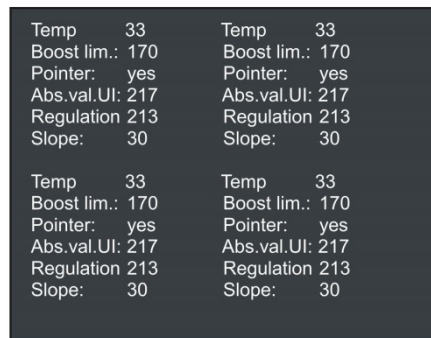 Temp 33 Temp 33
Boost lim.: 170 Boost lim.: 170
Pointer: yes Pointer: yes
Abs.val.UI: 217 Abs.val.UI: 217
Regulation 213 Regulation 213
Slope: 30 Slope: 30
Temp 33 Temp 33
Boost lim.: 170 Boost lim.: 170
Pointer: yes Pointer: yes
Abs.val.UI: 217 Abs.val.UI: 217
Regulation 213 Regulation 213
Slope: 30 Slope: 30